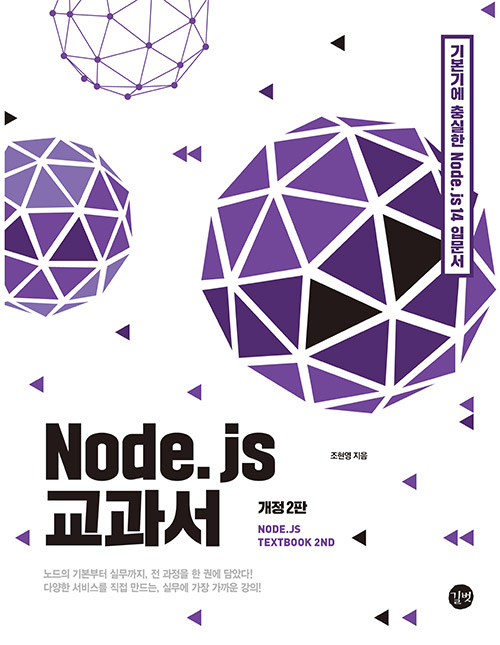 기본기에 충실한 Node.js 14 입문서
Node.js
교과서
조현영 지음
개정 2판
NODE.JS
TEXTBOOK 2ND
노드의 기본부터 실무까지, 전 과정을 한 권에 담았다!
다양한 서비스를 직접 만드는, 실무에 가장 가까운 강의!
길벗